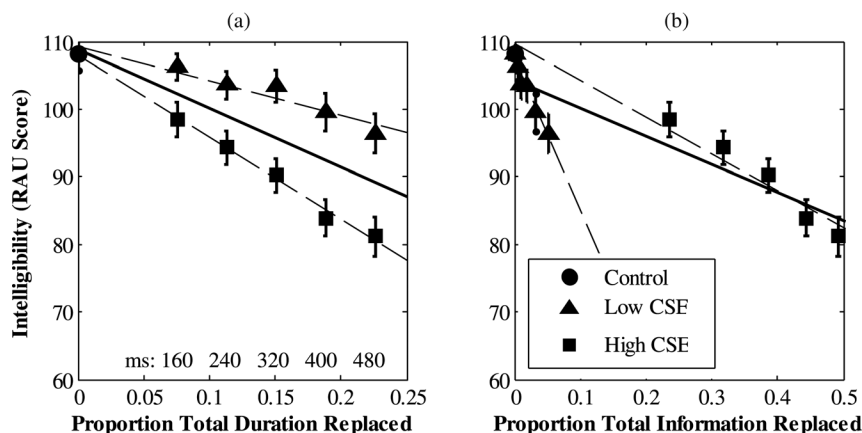 (a)
(b)
Intelligibility (RAU Score)
110
100
90
80
70
60
ms: 160 240 320 400 480
0 0.05 0.1 0.15 0.2 0.25
Proportion Total Duration Replaced
110
100
90
80
70
60
Control
Low CSE
High CSE
0 0.1 0.2 0.3 0.4 0.5
Proportion Total Information Replaced